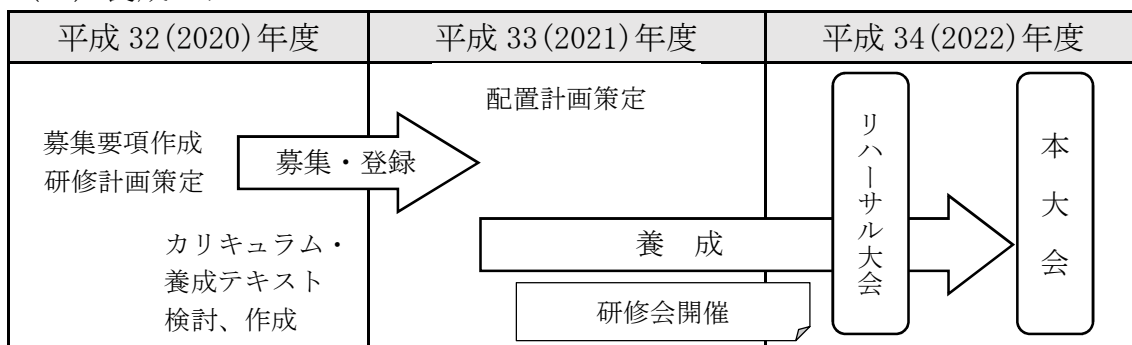 平成 32(2020)年度
平成 33(2021)年度
平成 34(2022)年度
募集要項作成
研修計画策定
募集・登録
カリキュラム・
養成テキスト
検討、作成
配置計画策定
養 成
研修会開催
リハーサル大会
本大会